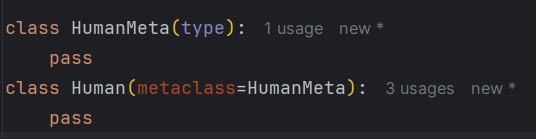 class HumanMeta(type): 1 usage new *
    pass
class Human(metaclass=HumanMeta): 3 usages new *
    pass